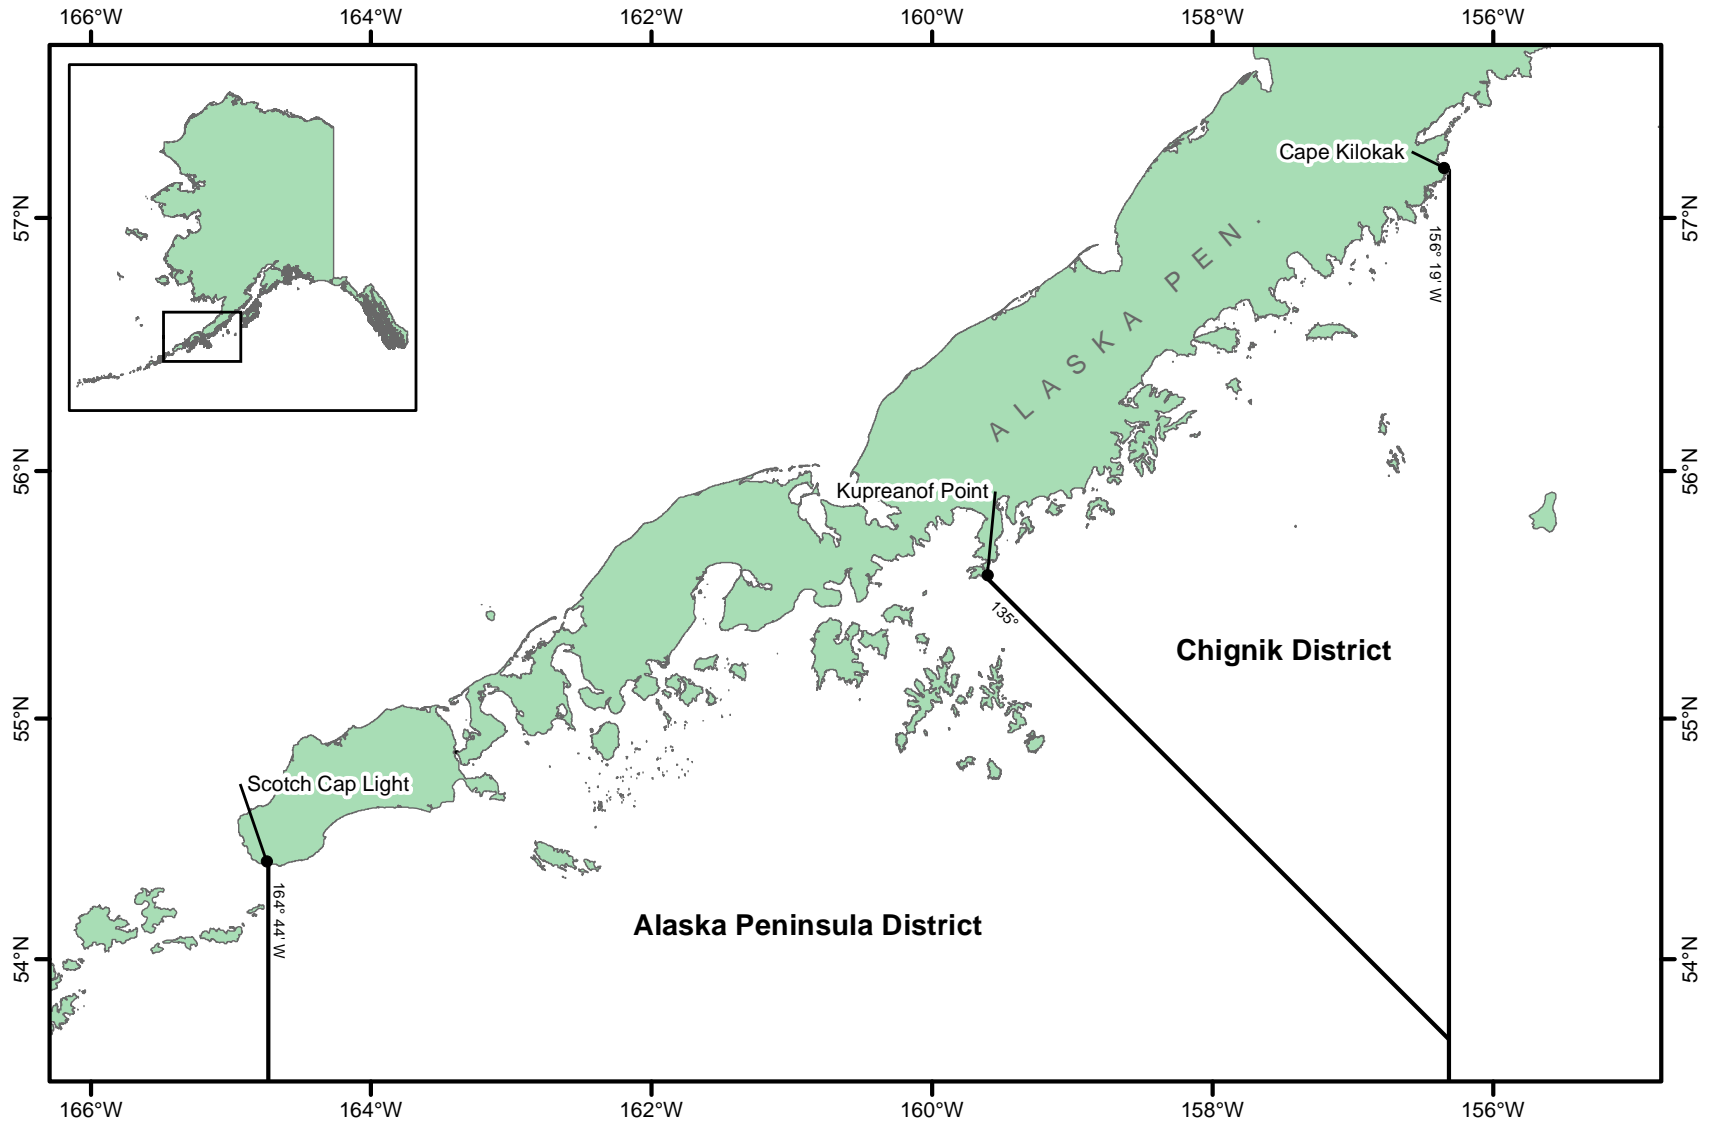 166°W 164°W 162°W 160°W 158°W 156°W
Cape Kilokak
57°N
57°N
156° 19' W
ALASKA PEN.
56°N
56°N
Kupreanof Point
135°
Chignik District
55°N
55°N
Scotch Cap Light
164° 44' W
Alaska Peninsula District
54°N
54°N
166°W 164°W 162°W 160°W 158°W 156°W